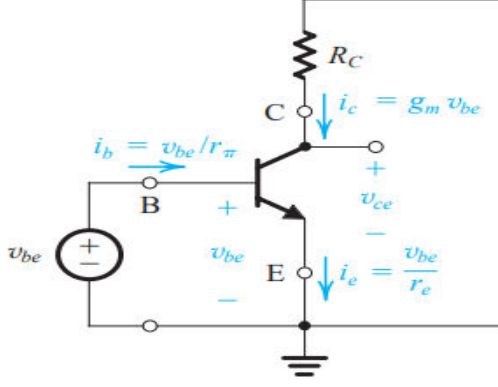 R_C
C
i_c = g_m v_be
i_b = v_be/r_π
+
B
+
v_ce
−
+
−
v_be
v_be
E
i_e = v_be/r_e
−